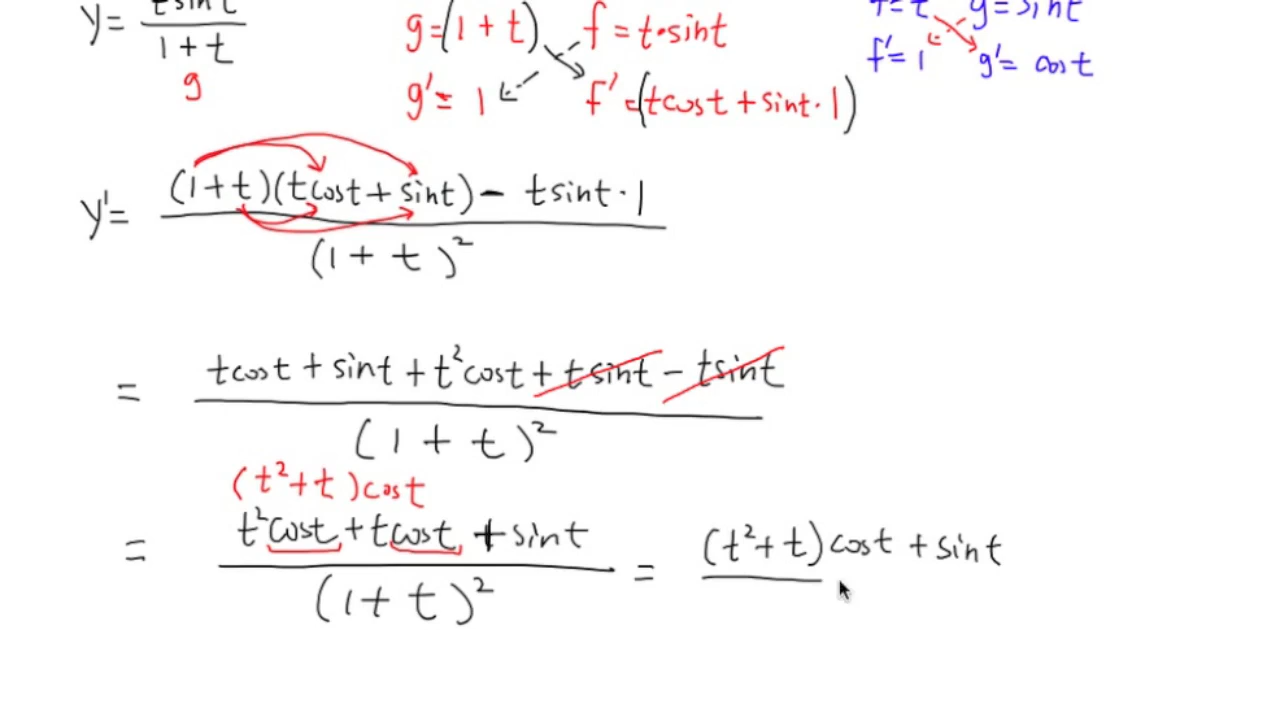 y = t sin t / 1 + t
g
g = (1 + t) f = t · sin t
g' = 1 f' = (t cos t + sin t · 1)
f = t g = sin t
f' = 1 g' = cos t
y' = (1 + t)(t cos t + sin t) − t sin t · 1
(1 + t)²
= t cos t + sin t + t² cos t + t sin t − t sin t
(1 + t)²
(t² + t) cos t
= t² cos t + t cos t + sin t = (t² + t) cos t + sin t
(1 + t)²